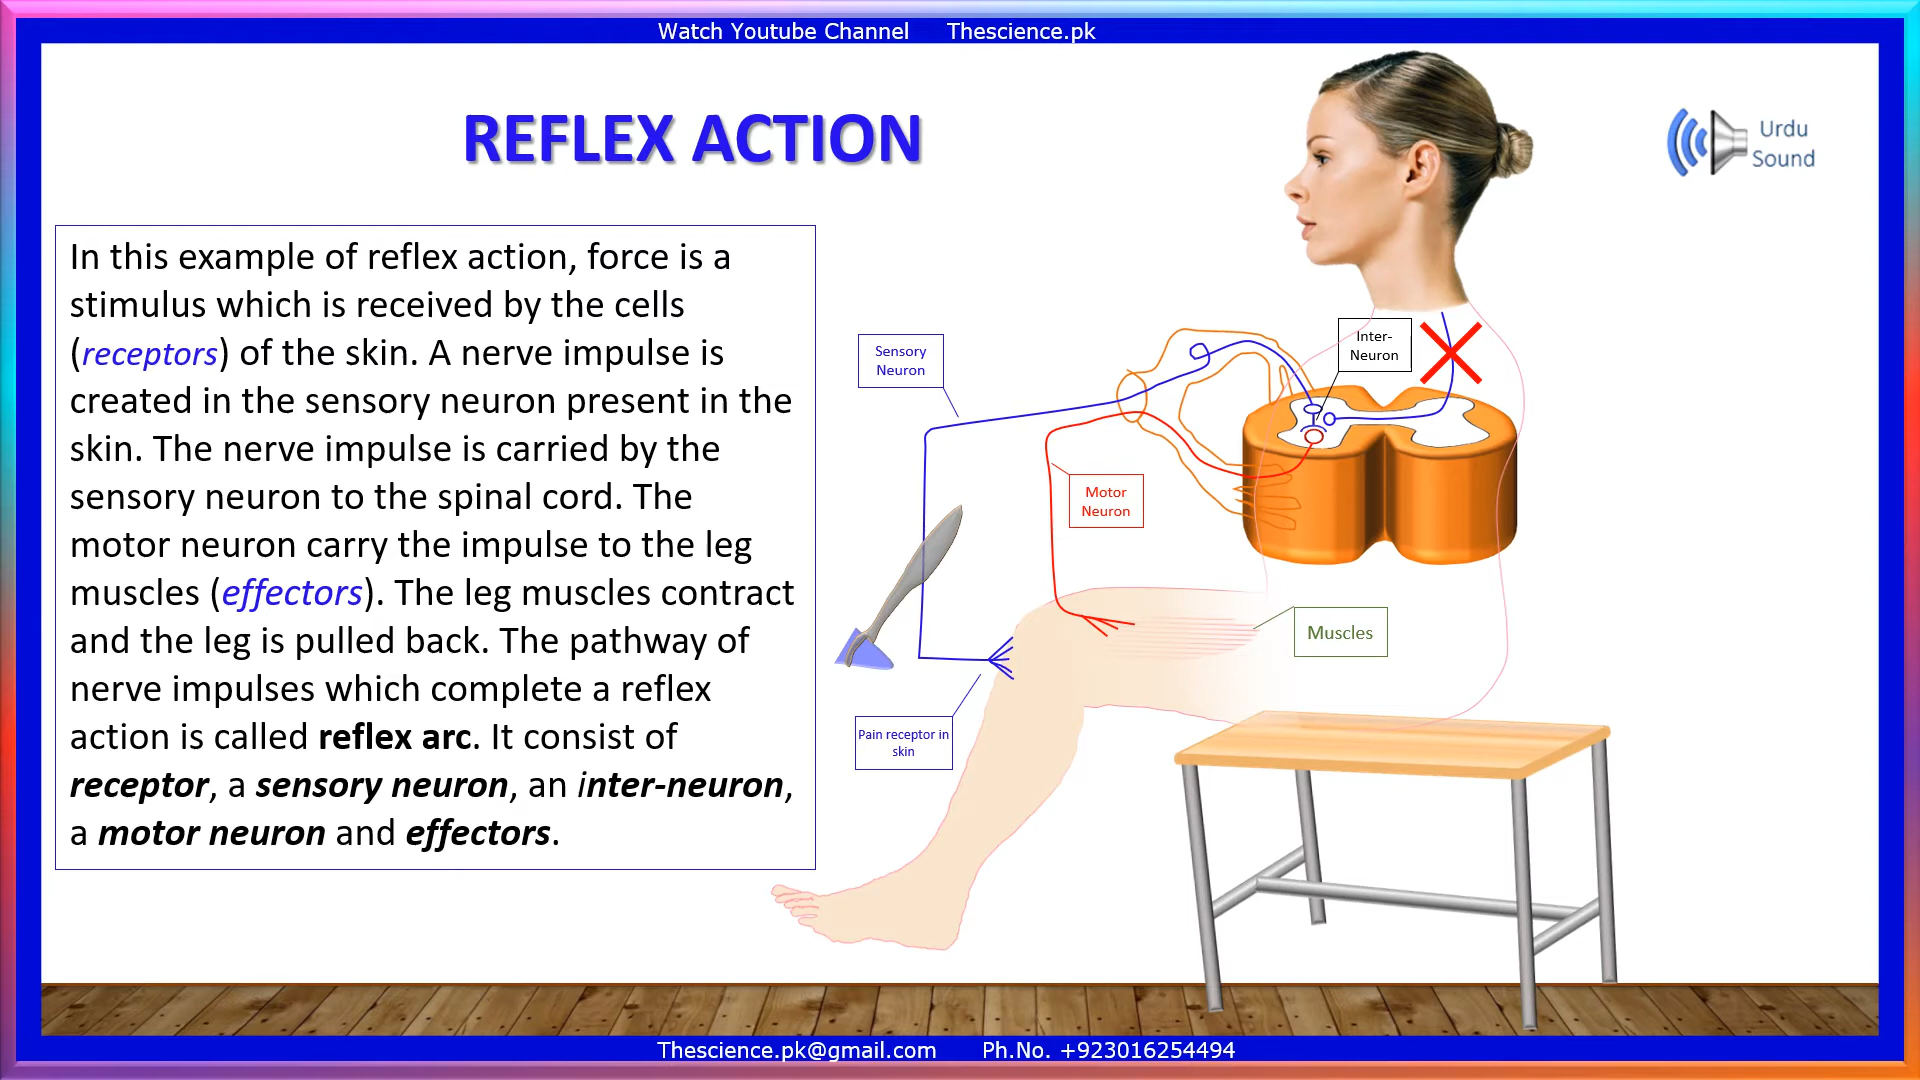 Watch Youtube Channel Thescience.pk
REFLEX ACTION
Urdu
Sound
In this example of reflex action, force is a
stimulus which is received by the cells
(receptors) of the skin. A nerve impulse is
created in the sensory neuron present in the
skin. The nerve impulse is carried by the
sensory neuron to the spinal cord. The
motor neuron carry the impulse to the leg
muscles (effectors). The leg muscles contract
and the leg is pulled back. The pathway of
nerve impulses which complete a reflex
action is called reflex arc. It consist of
receptor, a sensory neuron, an inter-neuron,
a motor neuron and effectors.
Sensory
Neuron
Inter-
Neuron
Motor
Neuron
Muscles
Pain receptor in
skin
Thescience.pk@gmail.com Ph.No. +923016254494